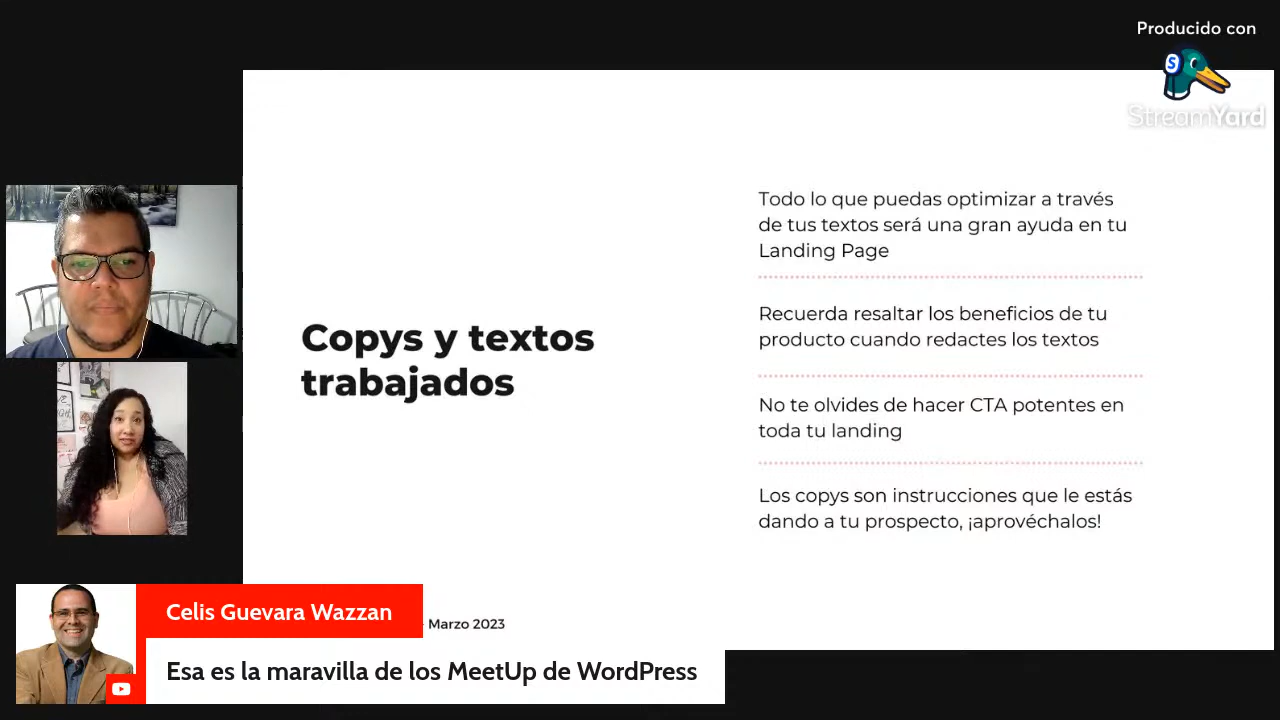 Producido con
StreamYard
Copys y textos
trabajados
Todo lo que puedas optimizar a través
de tus textos será una gran ayuda en tu
Landing Page
Recuerda resaltar los beneficios de tu
producto cuando redactes los textos
No te olvides de hacer CTA potentes en
toda tu landing
Los copys son instrucciones que le estás
dando a tu prospecto, ¡aprovéchalos!
Marzo 2023
Celis Guevara Wazzan
Esa es la maravilla de los MeetUp de WordPress